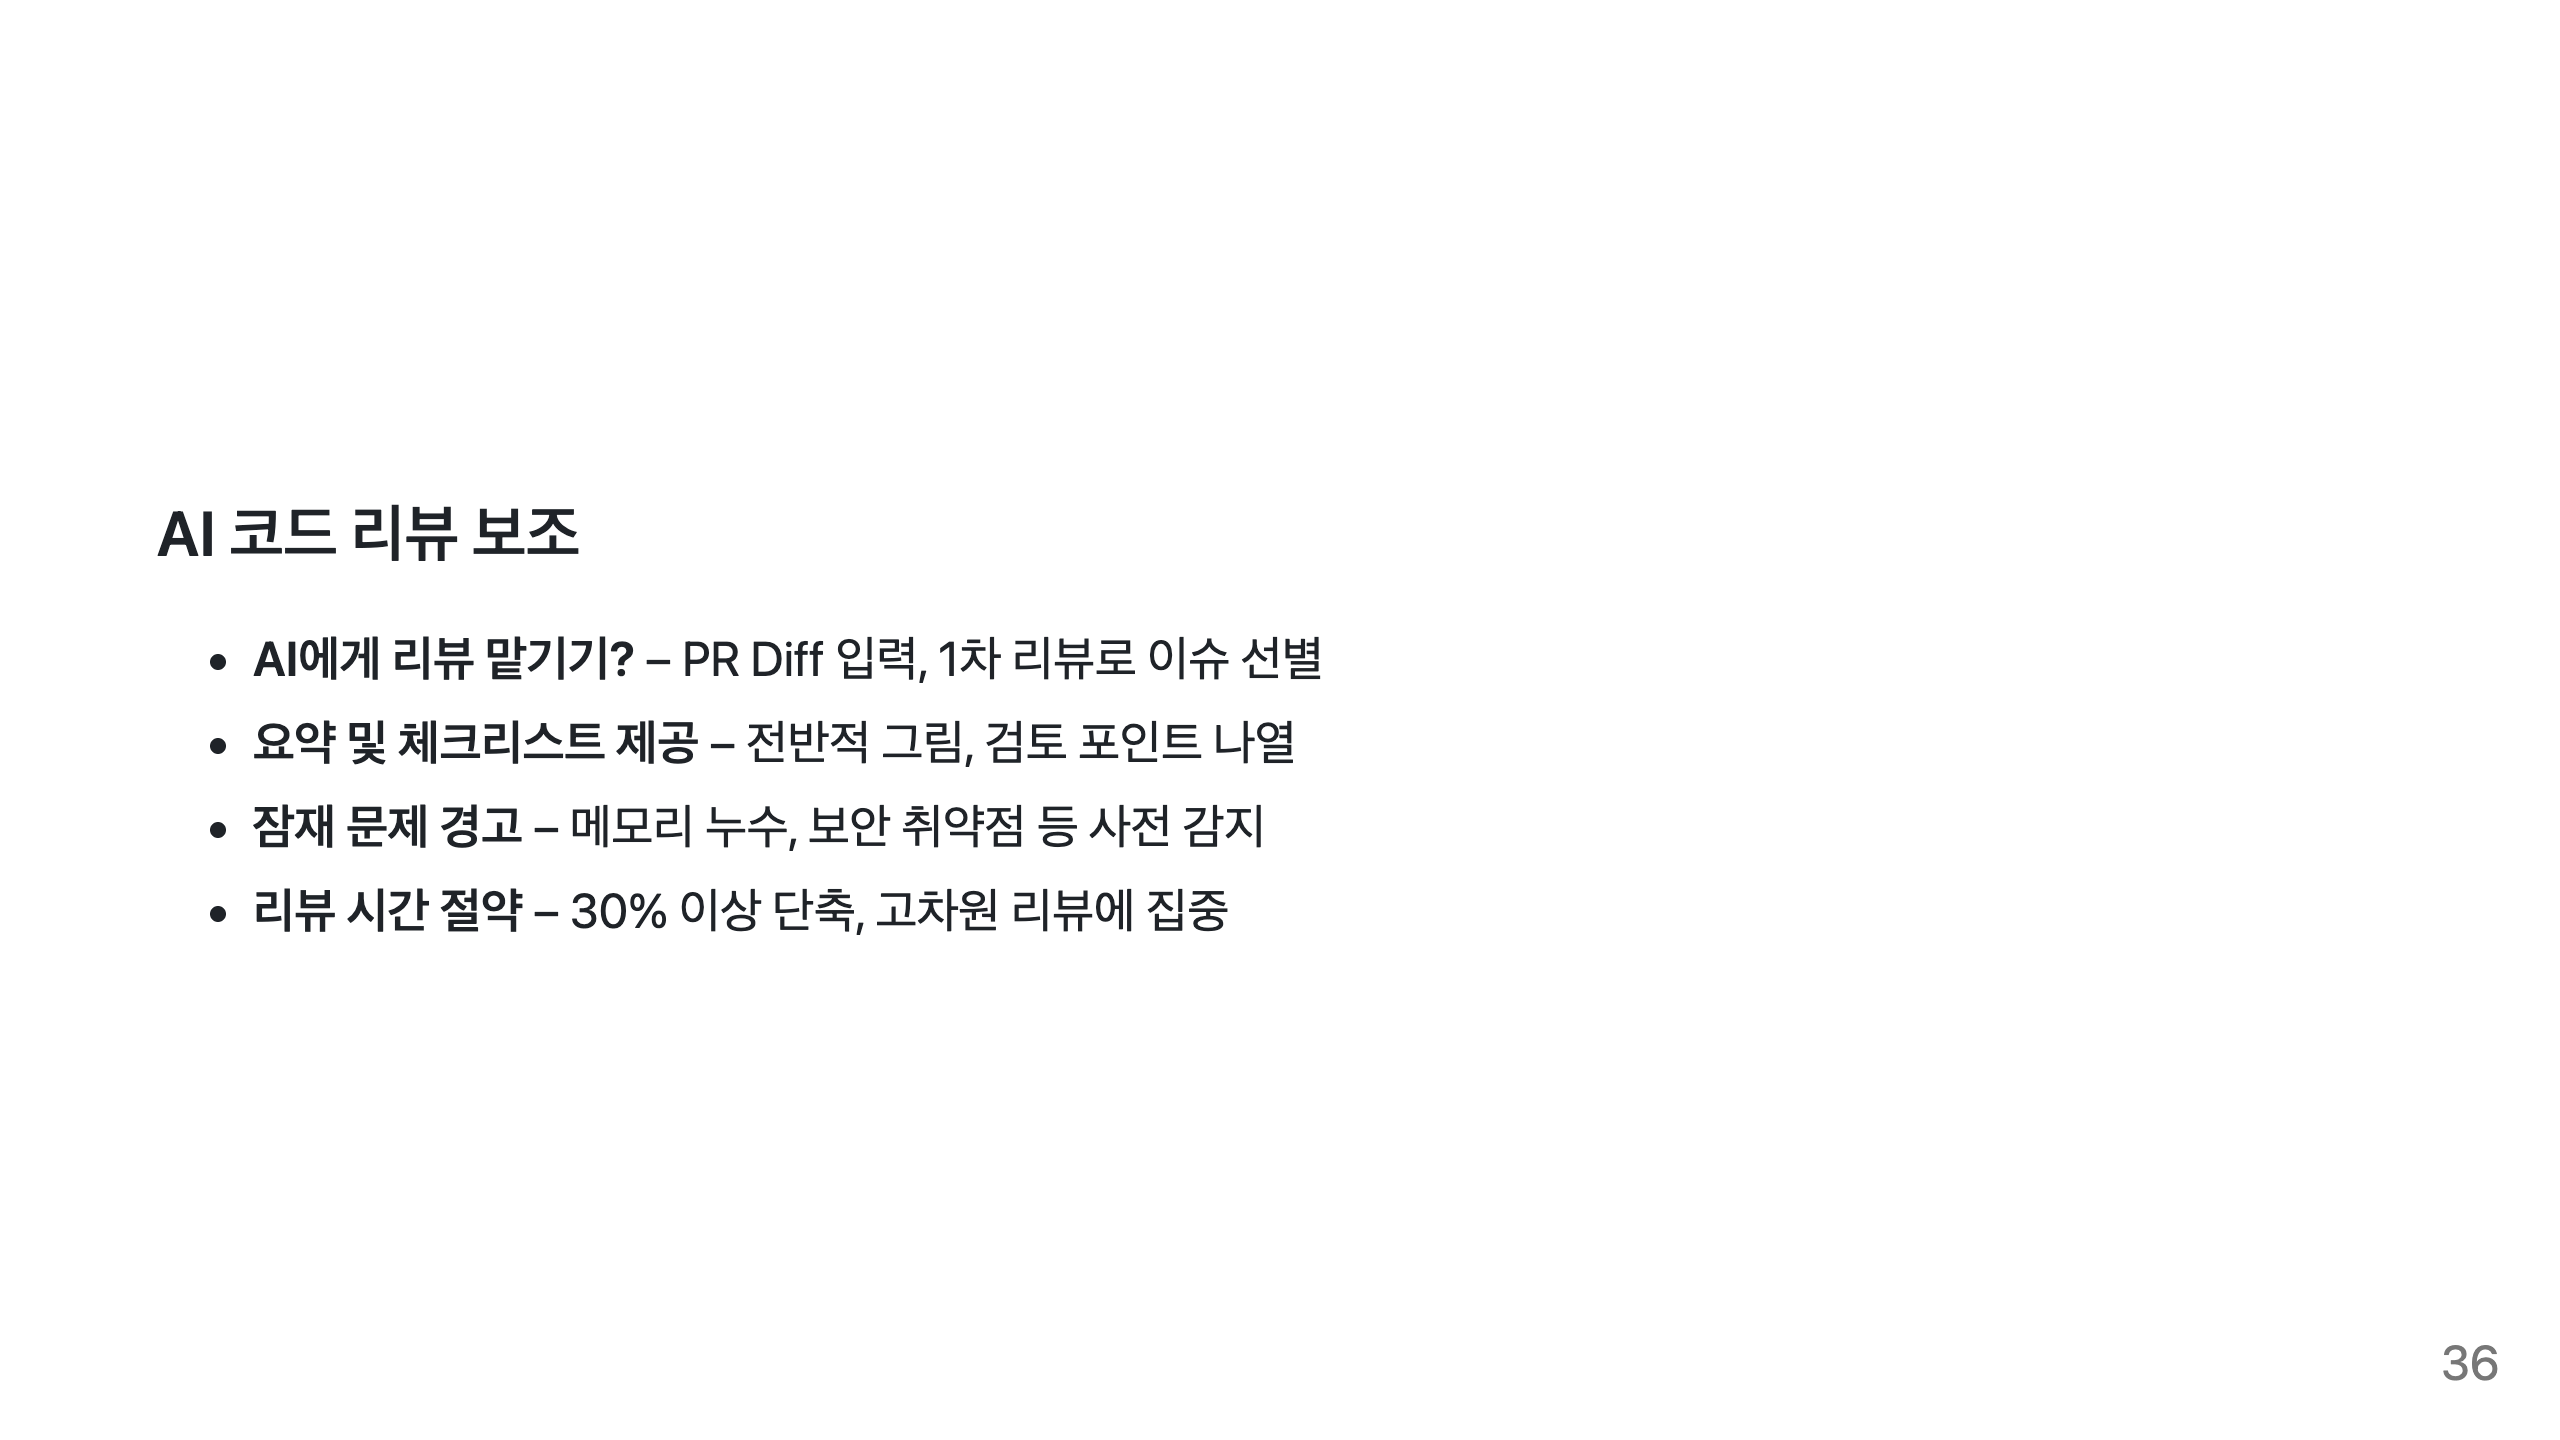 AI 코드 리뷰 보조
• AI에게 리뷰 맡기기? – PR Diff 입력, 1차 리뷰로 이슈 선별
• 요약 및 체크리스트 제공 – 전반적 그림, 검토 포인트 나열
• 잠재 문제 경고 – 메모리 누수, 보안 취약점 등 사전 감지
• 리뷰 시간 절약 – 30% 이상 단축, 고차원 리뷰에 집중
36